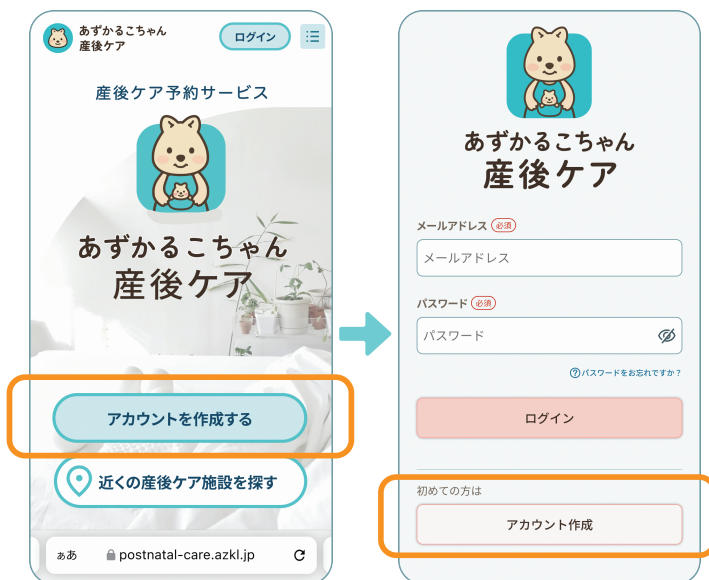 あずかるこちゃん
産後ケア
ログイン
産後ケア予約サービス
あずかるこちゃん
産後ケア
アカウントを作成する
近くの産後ケア施設を探す
ぁあ postnatal-care.azkl.jp
あずかるこちゃん
産後ケア
メールアドレス 必須
メールアドレス
パスワード 必須
パスワード
パスワードをお忘れですか?
ログイン
初めての方は
アカウント作成